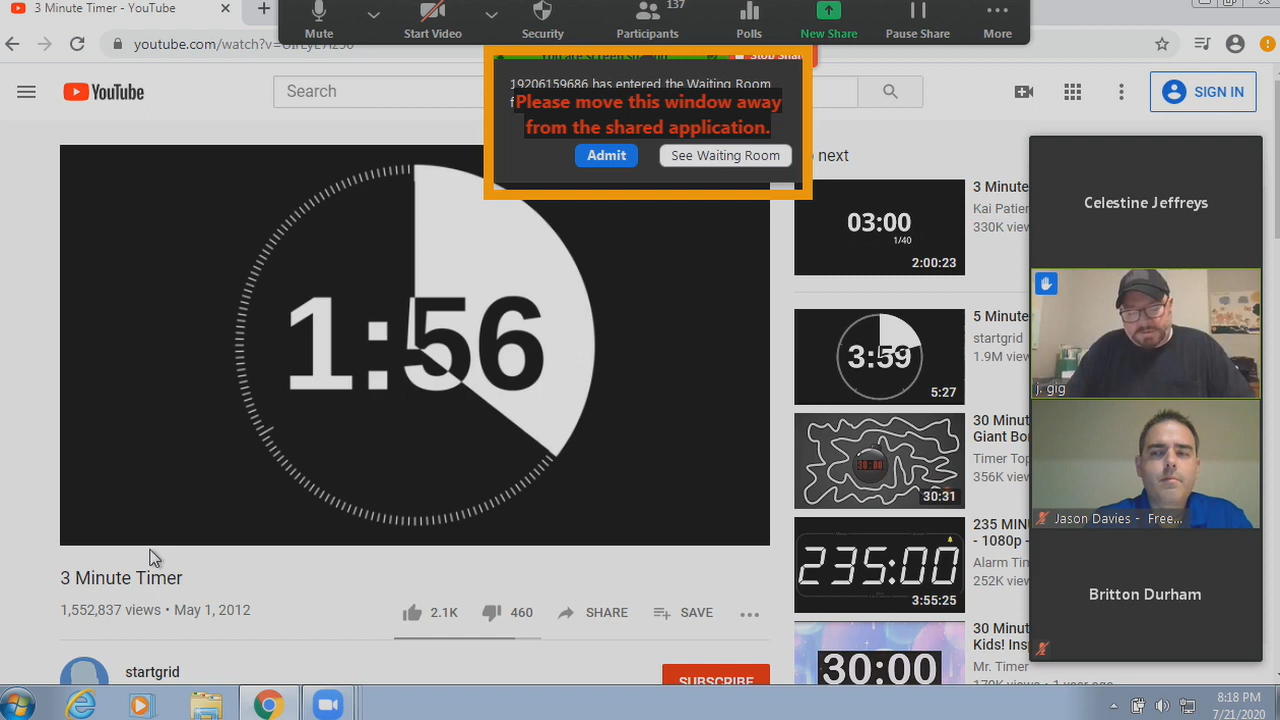 3 Minute Timer - YouTube
Mute
Start Video
Security
137
Participants
Polls
New Share
Pause Share
More
19206159686 has entered the Waiting Room
Please move this window away
from the shared application.
Admit
See Waiting Room
YouTube
Search
SIGN IN
1:56
next
03:00
1/40
2:00:23
3 Minute
Kai Patier
330K view
3:59
5:27
5 Minute
startgrid
1.9M view
30:00
30:31
30 Minut
Giant Bo
Timer Top
356K view
235:00
3:55:25
235 MIN
- 1080p -
Alarm Tim
252K view
30:00
30 Minut
Kids! Ins
Mr. Timer
Celestine Jeffreys
j. gig
Jason Davies - Free...
Britton Durham
3 Minute Timer
1,552,837 views • May 1, 2012
2.1K
460
SHARE
SAVE
startgrid
SUBSCRIBE
8:18 PM
7/21/2020